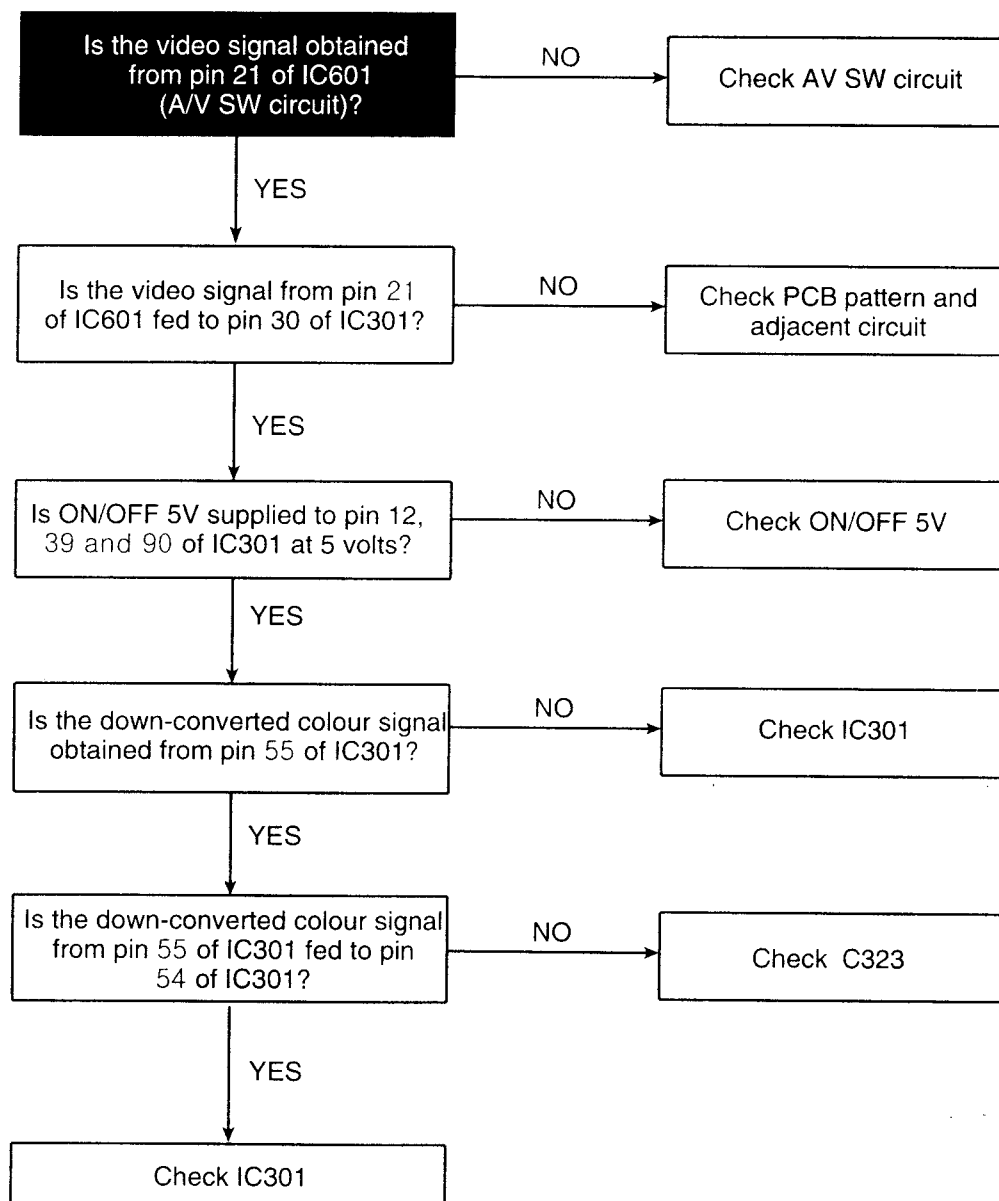 Is the video signal obtained
from pin 21 of IC601
(A/V SW circuit)?
NO
Check AV SW circuit
YES
Is the video signal from pin 21
of IC601 fed to pin 30 of IC301?
NO
Check PCB pattern and
adjacent circuit
YES
Is ON/OFF 5V supplied to pin 12,
39 and 90 of IC301 at 5 volts?
NO
Check ON/OFF 5V
YES
Is the down-converted colour signal
obtained from pin 55 of IC301?
NO
Check IC301
YES
Is the down-converted colour signal
from pin 55 of IC301 fed to pin
54 of IC301?
NO
Check C323
YES
Check IC301